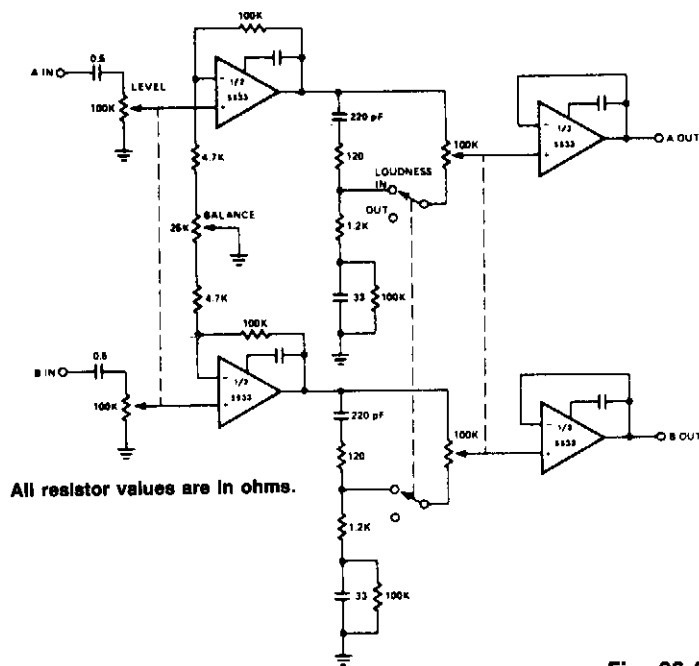 100K
A IN
0.5
LEVEL
100K
1/2
5533
220 pF
120
LOUDNESS
IN
OUT
100K
1/2
5533
A OUT
4.7K
25K
BALANCE
1.2K
33
100K
4.7K
100K
B IN
0.5
100K
1/2
5533
220 pF
120
100K
1/2
5533
B OUT
All resistor values are in ohms.
1.2K
33
100K